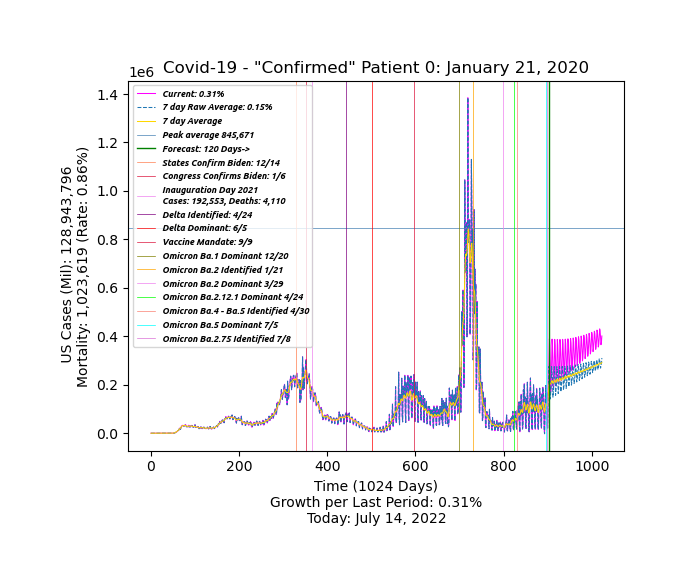 Covid-19 - "Confirmed" Patient 0: January 21, 2020
1e6
Current: 0.31%
7 day Raw Average: 0.15%
7 day Average
Peak average 845,671
Forecast: 120 Days->
States Confirm Biden: 12/14
Congress Confirms Biden: 1/6
Inauguration Day 2021
Cases: 192,553, Deaths: 4,110
Delta Identified: 4/24
Delta Dominant: 6/5
Vaccine Mandate: 9/9
Omicron Ba.1 Dominant 12/20
Omicron Ba.2 Identified 1/21
Omicron Ba.2 Dominant 3/29
Omicron Ba.2.12.1 Dominant 4/24
Omicron Ba.4 - Ba.5 Identified 4/30
Omicron Ba.5 Dominant 7/5
Omicron Ba.2.75 Identified 7/8
US Cases (Mil): 128,943,796
Mortality: 1,023,619 (Rate: 0.86%)
1.4
1.2
1.0
0.8
0.6
0.4
0.2
0.0
0 200 400 600 800 1000
Time (1024 Days)
Growth per Last Period: 0.31%
Today: July 14, 2022